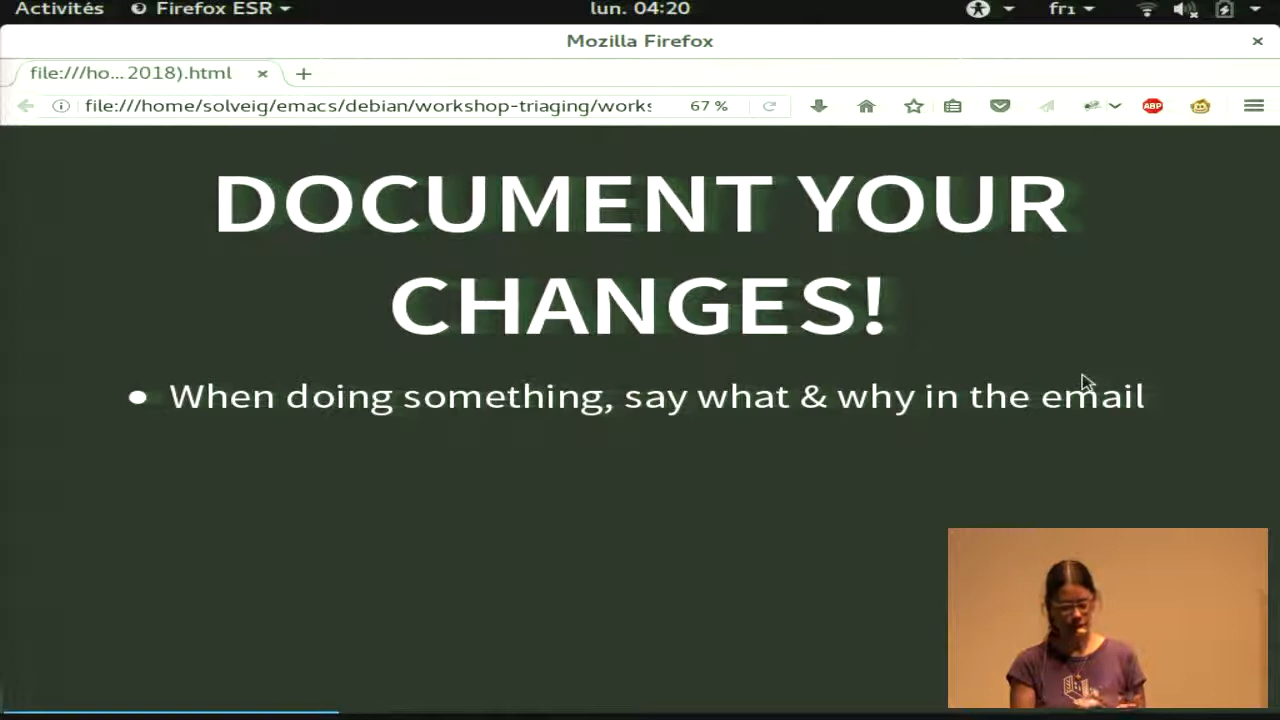 Activités Firefox ESR lun. 04:20 fr₁
Mozilla Firefox
file:///ho... 2018).html
file:///home/solveig/emacs/debian/workshop-triaging/works 67 %
ABP
DOCUMENT YOUR
CHANGES!
• When doing something, say what & why in the email